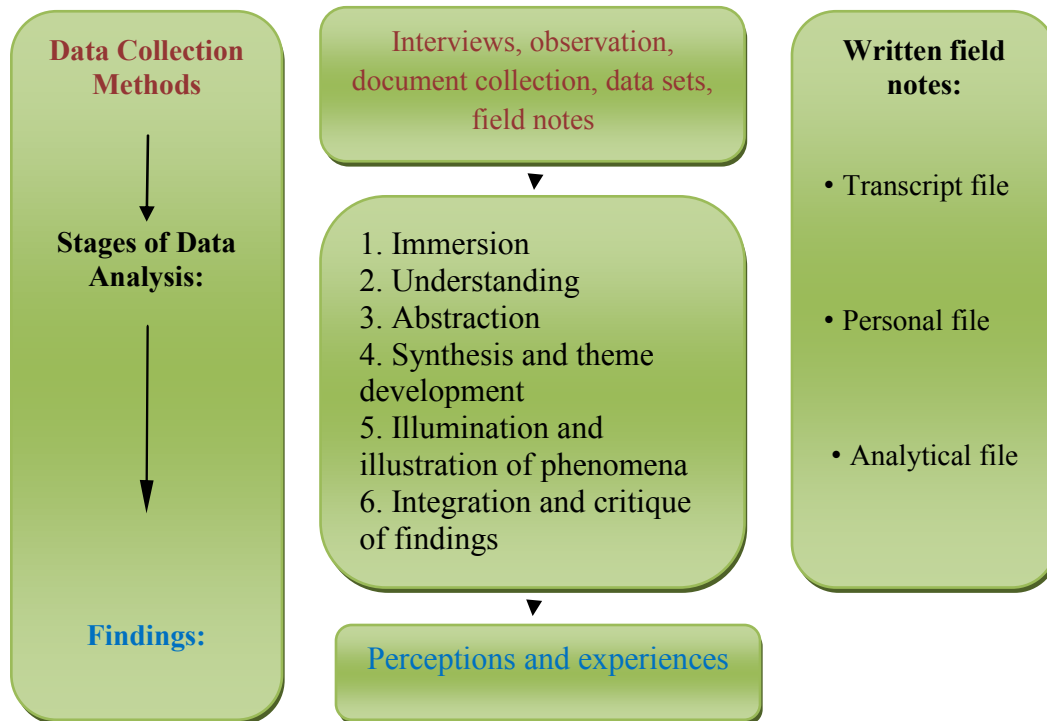 Data Collection
Methods
Stages of Data
Analysis:
Findings:
Interviews, observation,
document collection, data sets,
field notes
1. Immersion
2. Understanding
3. Abstraction
4. Synthesis and theme
development
5. Illumination and
illustration of phenomena
6. Integration and critique
of findings
Perceptions and experiences
Written field
notes:
• Transcript file
• Personal file
• Analytical file